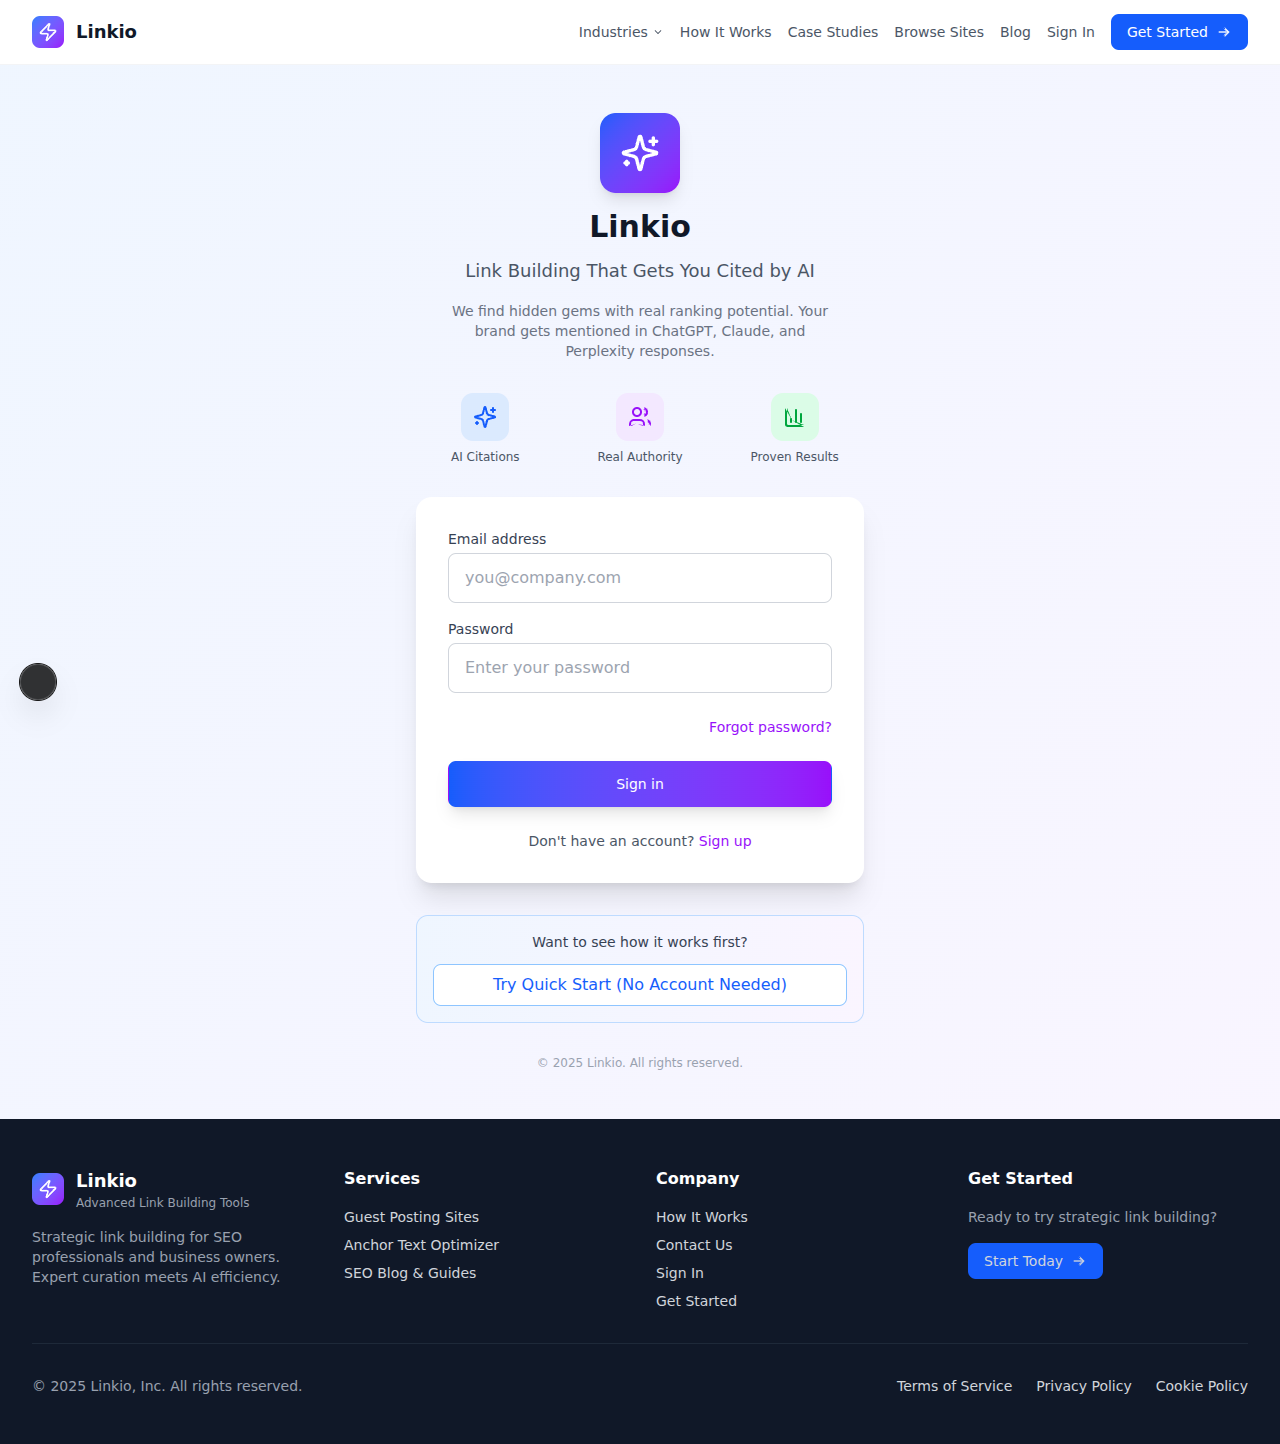 Linkio
Industries
How It Works
Case Studies
Browse Sites
Blog
Sign In
Get Started
Linkio
Link Building That Gets You Cited by AI
We find hidden gems with real ranking potential. Your
brand gets mentioned in ChatGPT, Claude, and
Perplexity responses.
AI Citations
Real Authority
Proven Results
Email address
you@company.com
Password
Enter your password
Forgot password?
Sign in
Don't have an account? Sign up
Want to see how it works first?
Try Quick Start (No Account Needed)
© 2025 Linkio. All rights reserved.
Linkio
Advanced Link Building Tools
Strategic link building for SEO
professionals and business owners.
Expert curation meets AI efficiency.
Services
Guest Posting Sites
Anchor Text Optimizer
SEO Blog & Guides
Company
How It Works
Contact Us
Sign In
Get Started
Get Started
Ready to try strategic link building?
Start Today
© 2025 Linkio, Inc. All rights reserved.
Terms of Service
Privacy Policy
Cookie Policy